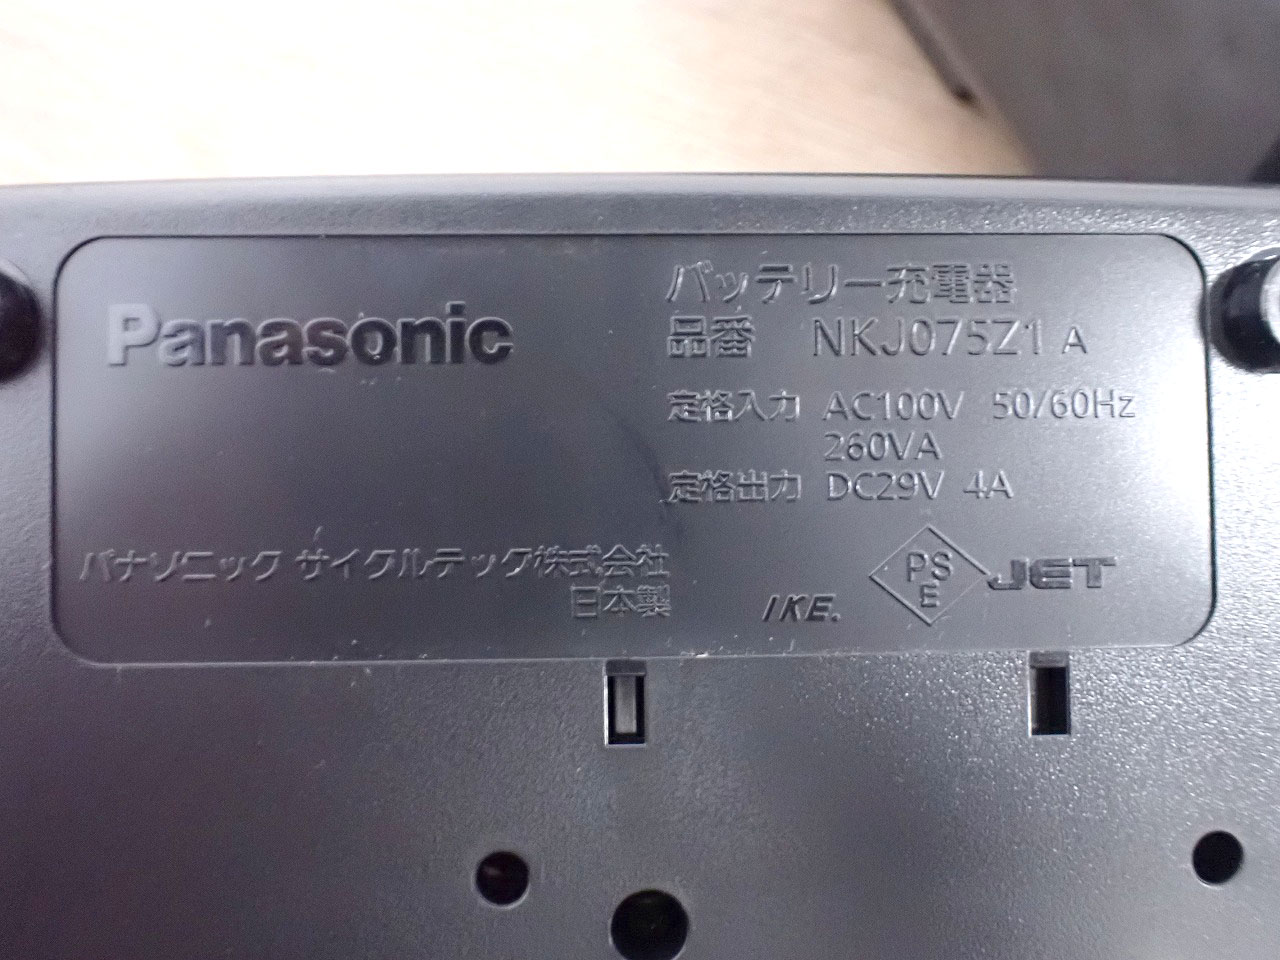 Panasonic
バッテリー充電器
品番 NKJ075Z1 A
定格入力 AC100V 50/60Hz
260VA
定格出力 DC29V 4A
パナソニック サイクルテック株式会社
日本製
IKE.
PS
E
JET